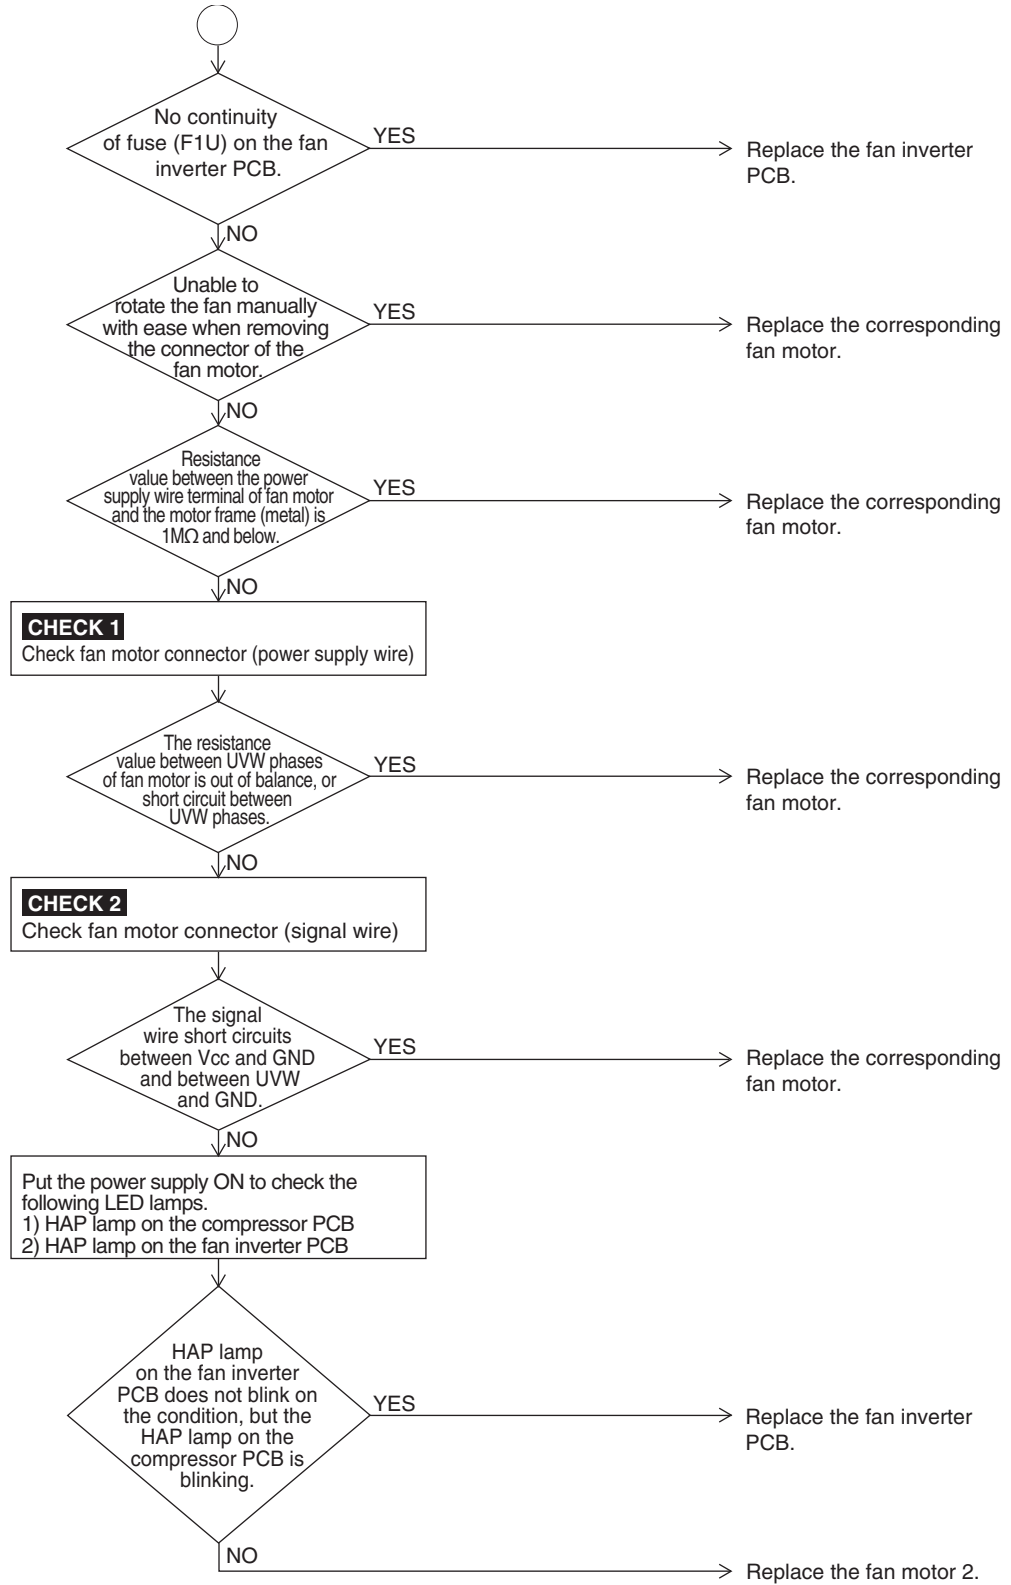 No continuity
of fuse (F1U) on the fan
inverter PCB.
YES
Replace the fan inverter
PCB.
NO
Unable to
rotate the fan manually
with ease when removing
the connector of the
fan motor.
YES
Replace the corresponding
fan motor.
NO
Resistance
value between the power
supply wire terminal of fan motor
and the motor frame (metal) is
1MΩ and below.
YES
Replace the corresponding
fan motor.
NO
CHECK 1
Check fan motor connector (power supply wire)
The resistance
value between UVW phases
of fan motor is out of balance, or
short circuit between
UVW phases.
YES
Replace the corresponding
fan motor.
NO
CHECK 2
Check fan motor connector (signal wire)
The signal
wire short circuits
between Vcc and GND
and between UVW
and GND.
YES
Replace the corresponding
fan motor.
NO
Put the power supply ON to check the
following LED lamps.
1) HAP lamp on the compressor PCB
2) HAP lamp on the fan inverter PCB
HAP lamp
on the fan inverter
PCB does not blink on
the condition, but the
HAP lamp on the
compressor PCB is
blinking.
YES
Replace the fan inverter
PCB.
NO
Replace the fan motor 2.